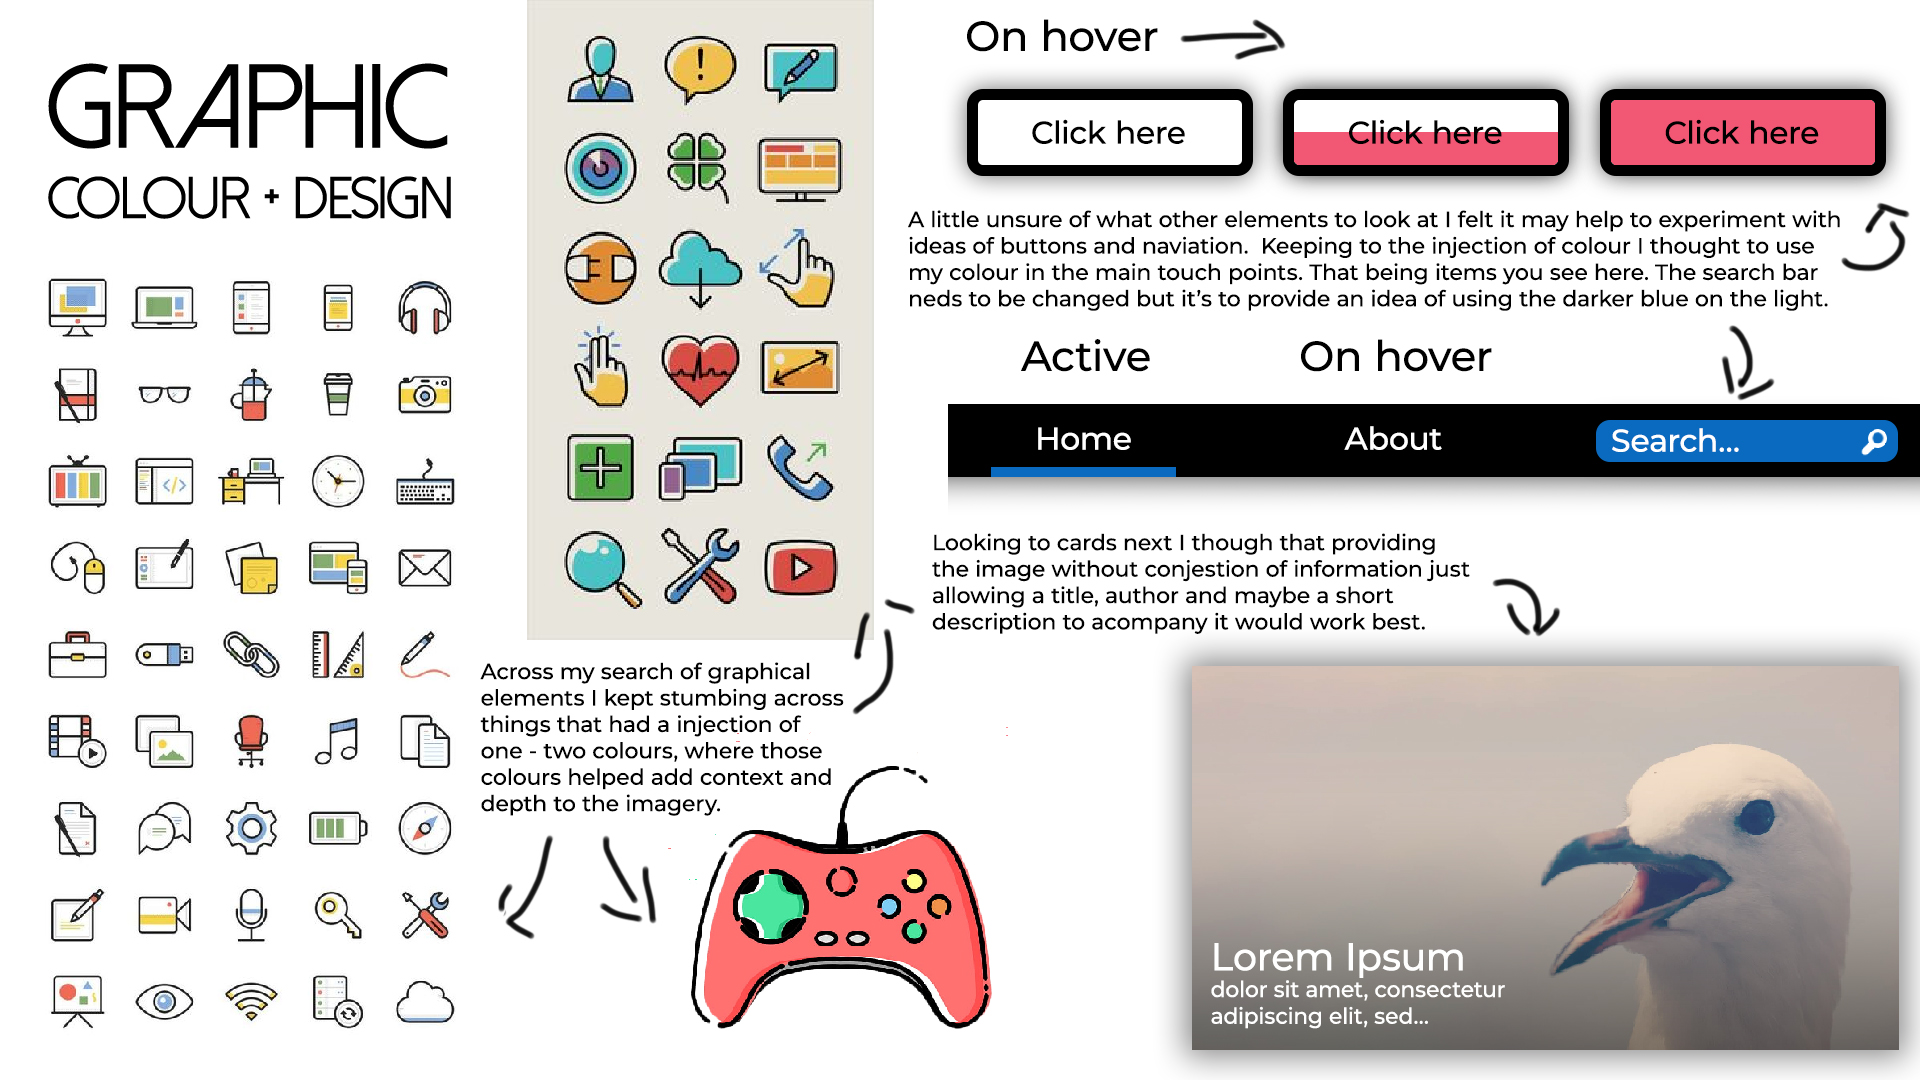 GRAPHIC
COLOUR + DESIGN
On hover
Click here
Click here
Click here
A little unsure of what other elements to look at I felt it may help to experiment with
ideas of buttons and naviation. Keeping to the injection of colour I thought to use
my colour in the main touch points. That being items you see here. The search bar
neds to be changed but it's to provide an idea of using the darker blue on the light.
Active
On hover
Home
About
Search...
Looking to cards next I though that providing
the image without conjestion of information just
allowing a title, author and maybe a short
description to acompany it would work best.
Across my search of graphical
elements I kept stumbing across
things that had a injection of
one - two colours, where those
colours helped add context and
depth to the imagery.
Lorem Ipsum
dolor sit amet, consectetur
adipiscing elit, sed...